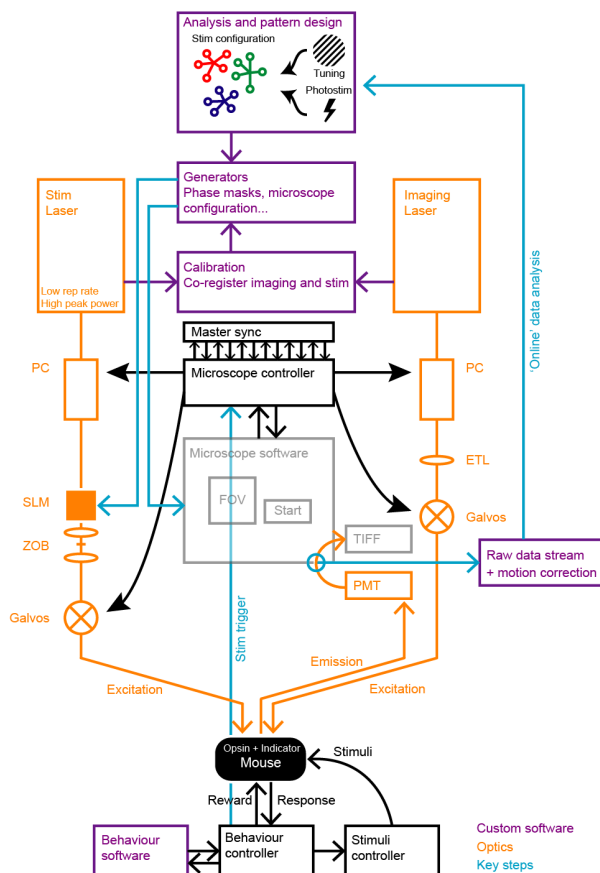 Analysis and pattern design
Stim configuration
Tuning
Photostim
Stim
Laser
Low rep rate
High peak power
Generators
Phase masks, microscope
configuration...
Imaging
Laser
Calibration
Co-register imaging and stim
'Online' data analysis
Master sync
PC
Microscope controller
PC
Microscope software
ETL
SLM
FOV
Start
Galvos
ZOB
TIFF
Raw data stream
+ motion correction
PMT
Galvos
Stim trigger
Emission
Excitation
Excitation
Opsin + Indicator
Mouse
Stimuli
Reward
Response
Behaviour
software
Behaviour
controller
Stimuli
controller
Custom software
Optics
Key steps